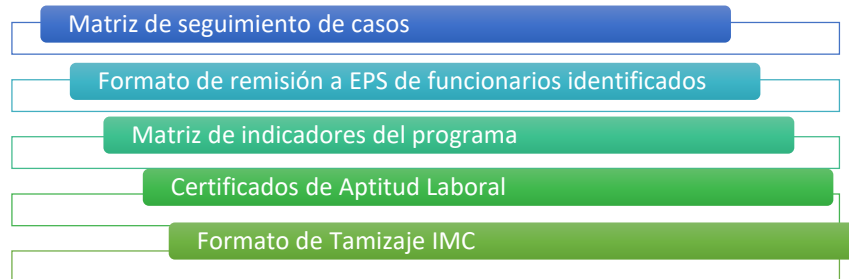 Matriz de seguimiento de casos
Formato de remisión a EPS de funcionarios identificados
Matriz de indicadores del programa
Certificados de Aptitud Laboral
Formato de Tamizaje IMC